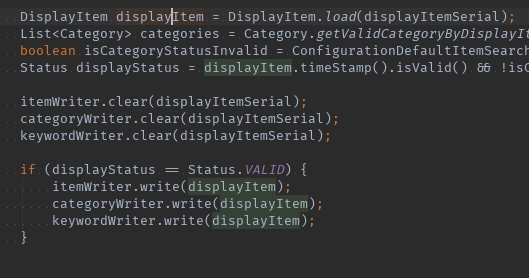 DisplayItem displayItem = DisplayItem.load(displayItemSerial);
List<Category> categories = Category.getValidCategoryByDisplayIt
boolean isCategoryStatusInvalid = ConfigurationDefaultItemSearch
Status displayStatus = displayItem.timeStamp().isValid() && !isC
itemWriter.clear(displayItemSerial);
categoryWriter.clear(displayItemSerial);
keywordWriter.clear(displayItemSerial);
if (displayStatus == Status.VALID) {
itemWriter.write(displayItem);
categoryWriter.write(displayItem);
keywordWriter.write(displayItem);
}